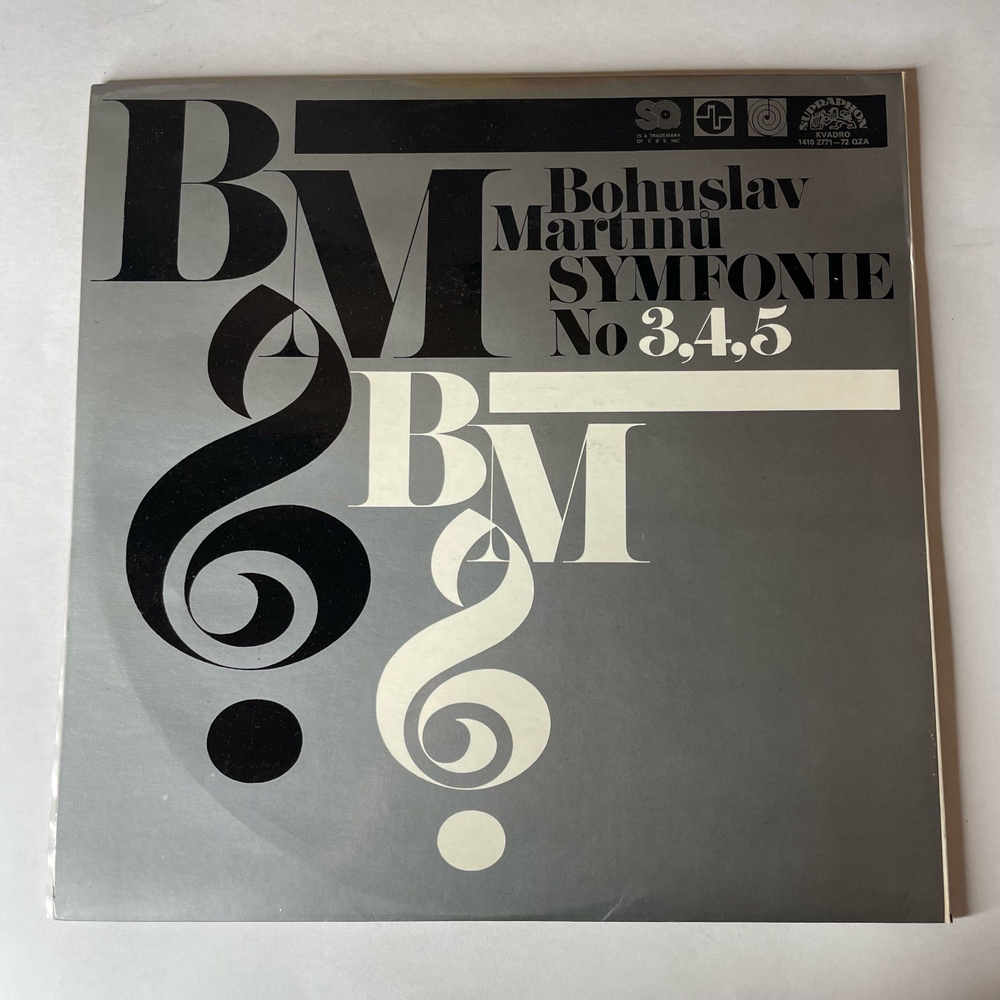 BM
SQ
IS A TRADEMARK
OF C B S INC.
SUPRAPHON
KVADRO
1410 2771—72 QZA
Bohuslav
Martinů
SYMFONIE
No 3,4,5
BM